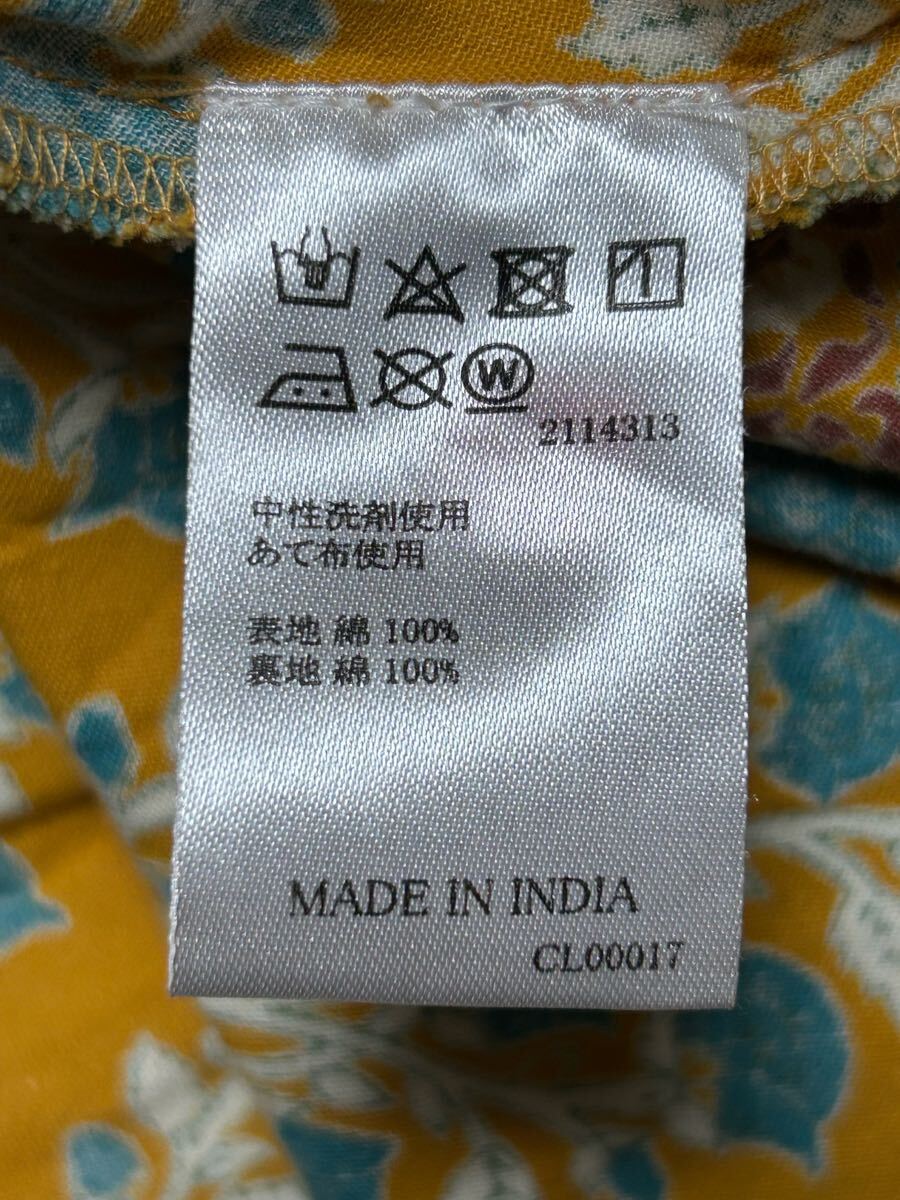 W
2114313
中性洗剤使用
あて布使用
表地 綿 100%
裏地 綿 100%
MADE IN INDIA
CL00017